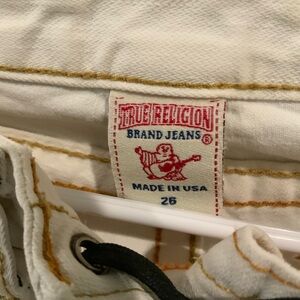 TRUE RELIGION
BRAND JEANS®
MADE IN USA
26